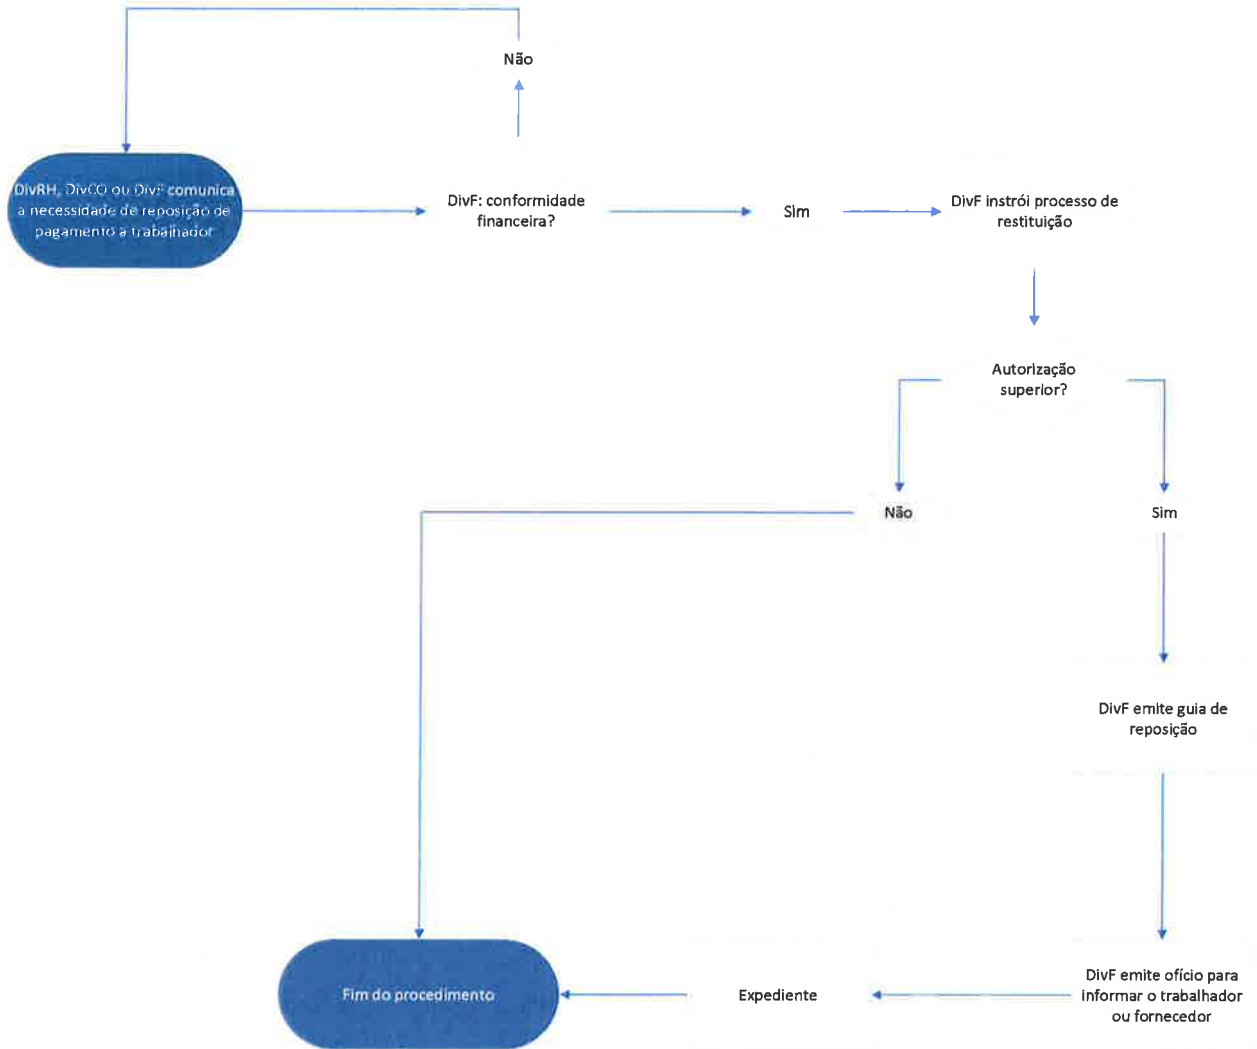 Não
DivRH, DivCO ou DivF comunica
a necessidade de reposição de
pagamento a trabalhador
DivF: conformidade
financeira?
Sim
DivF instrói processo de
restituição
Autorização
superior?
Não
Sim
DivF emite guia de
reposição
DivF emite ofício para
informar o trabalhador
ou fornecedor
Expediente
Fim do procedimento